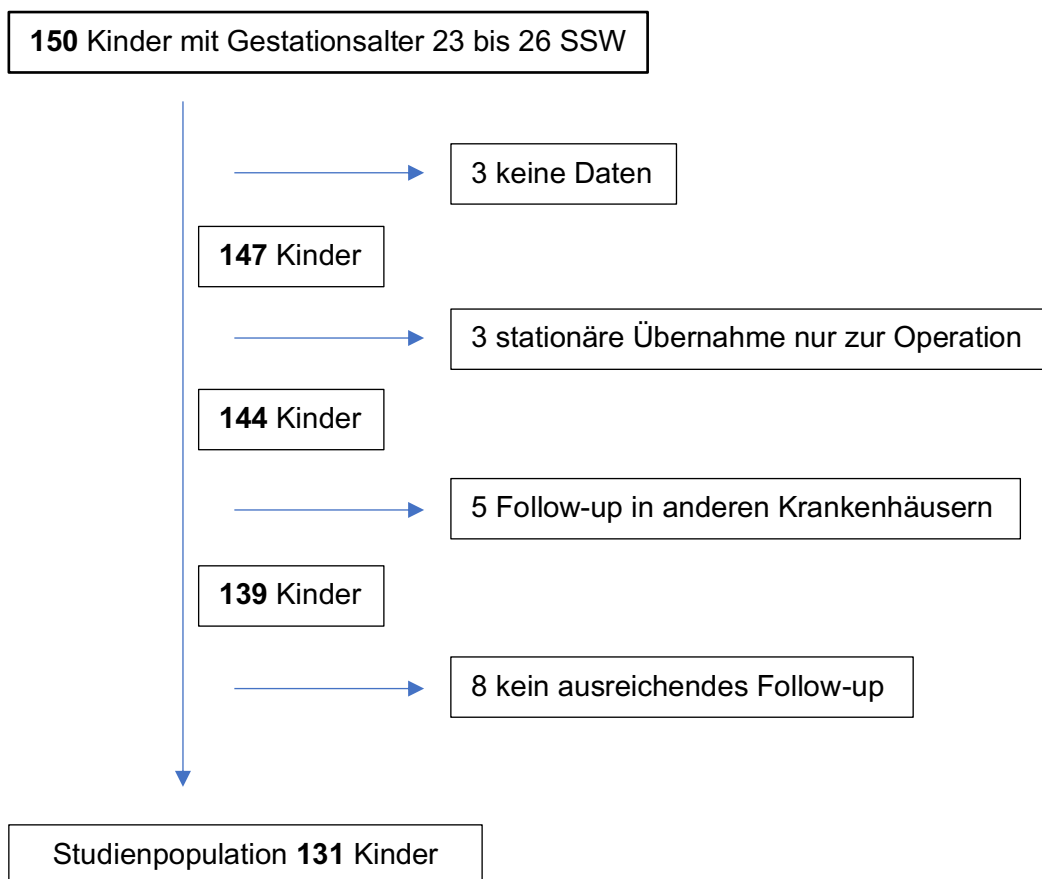 150 Kinder mit Gestationsalter 23 bis 26 SSW
3 keine Daten
147 Kinder
3 stationäre Übernahme nur zur Operation
144 Kinder
5 Follow-up in anderen Krankenhäusern
139 Kinder
8 kein ausreichendes Follow-up
Studienpopulation 131 Kinder